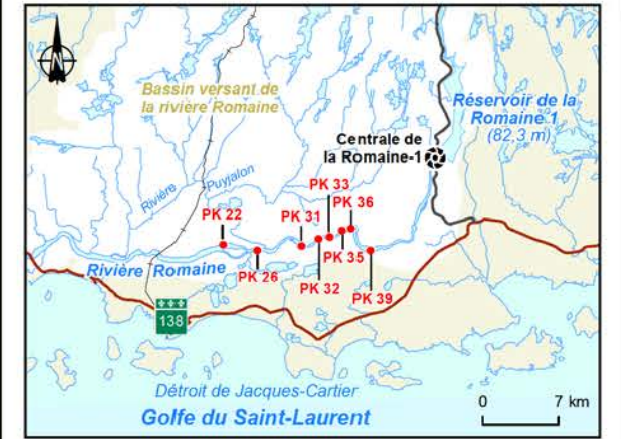 N
Bassin versant de
la rivière Romaine
Réservoir de la
Romaine 1
(82,3 m)
Centrale de
la Romaine-1
Rivière Puyjalon
PK 33
PK 36
PK 22
PK 31
Rivière Romaine
PK 26
PK 35
PK 32
PK 39
138
Détroit de Jacques-Cartier
Golfe du Saint-Laurent
0 7 km